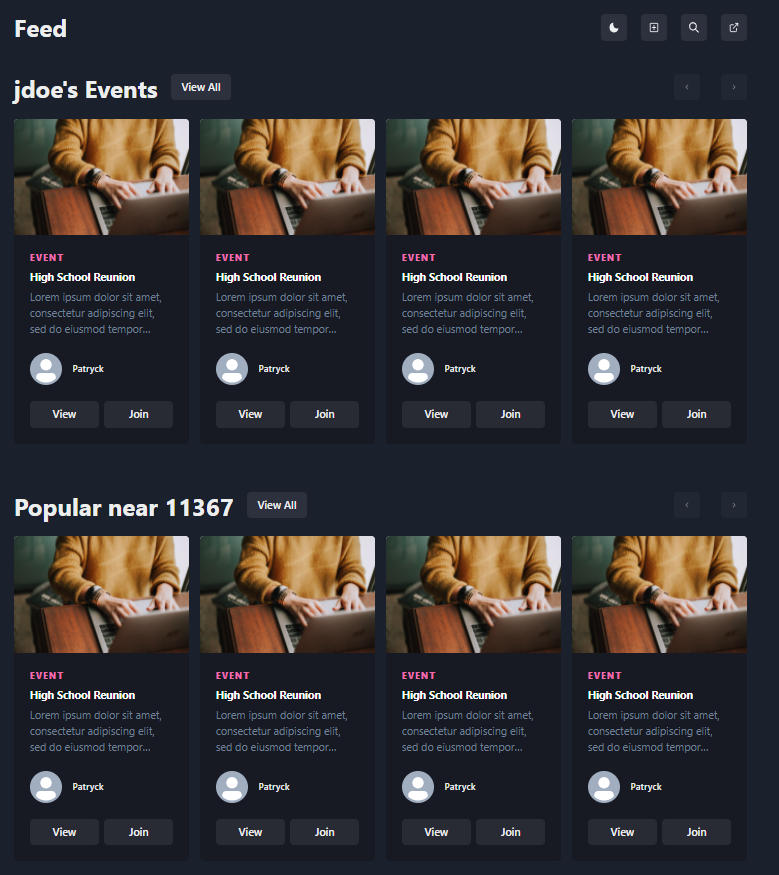 Feed
jdoe's Events
View All
‹
›
EVENT
High School Reunion
Lorem ipsum dolor sit amet,
consectetur adipiscing elit,
sed do eiusmod tempor...
Patryck
View
Join
EVENT
High School Reunion
Lorem ipsum dolor sit amet,
consectetur adipiscing elit,
sed do eiusmod tempor...
Patryck
View
Join
EVENT
High School Reunion
Lorem ipsum dolor sit amet,
consectetur adipiscing elit,
sed do eiusmod tempor...
Patryck
View
Join
EVENT
High School Reunion
Lorem ipsum dolor sit amet,
consectetur adipiscing elit,
sed do eiusmod tempor...
Patryck
View
Join
Popular near 11367
View All
‹
›
EVENT
High School Reunion
Lorem ipsum dolor sit amet,
consectetur adipiscing elit,
sed do eiusmod tempor...
Patryck
View
Join
EVENT
High School Reunion
Lorem ipsum dolor sit amet,
consectetur adipiscing elit,
sed do eiusmod tempor...
Patryck
View
Join
EVENT
High School Reunion
Lorem ipsum dolor sit amet,
consectetur adipiscing elit,
sed do eiusmod tempor...
Patryck
View
Join
EVENT
High School Reunion
Lorem ipsum dolor sit amet,
consectetur adipiscing elit,
sed do eiusmod tempor...
Patryck
View
Join